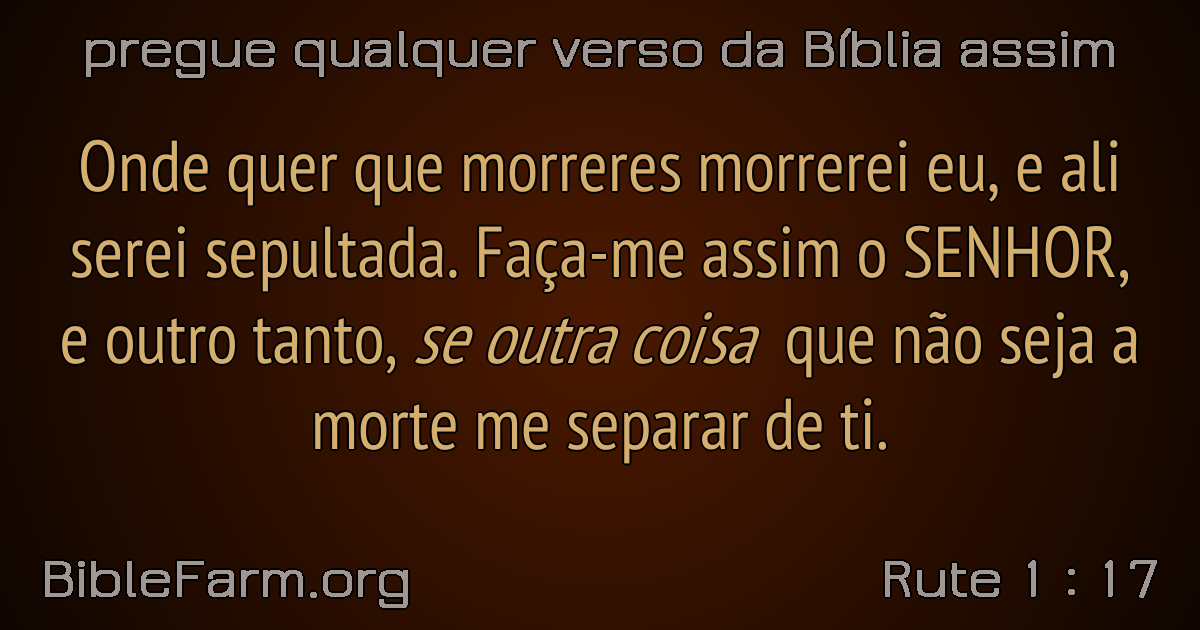 pregue qualquer verso da Bíblia assim
Onde quer que morreres morrerei eu, e ali
serei sepultada. Faça-me assim o SENHOR,
e outro tanto, se outra coisa que não seja a
morte me separar de ti.
BibleFarm.org
Rute 1 : 17